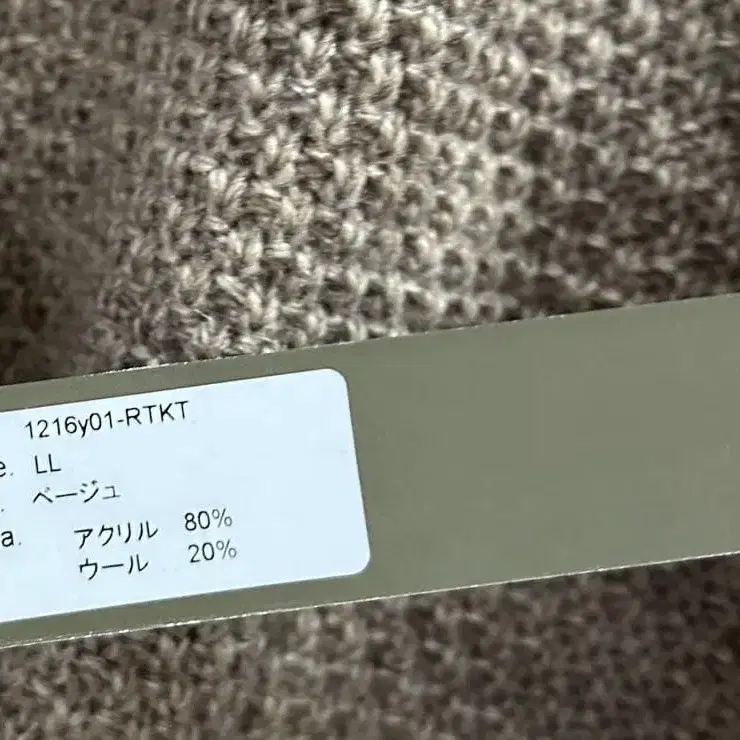 1216y01-RTKT
e. LL
. ベージュ
a. アクリル 80%
ウール 20%